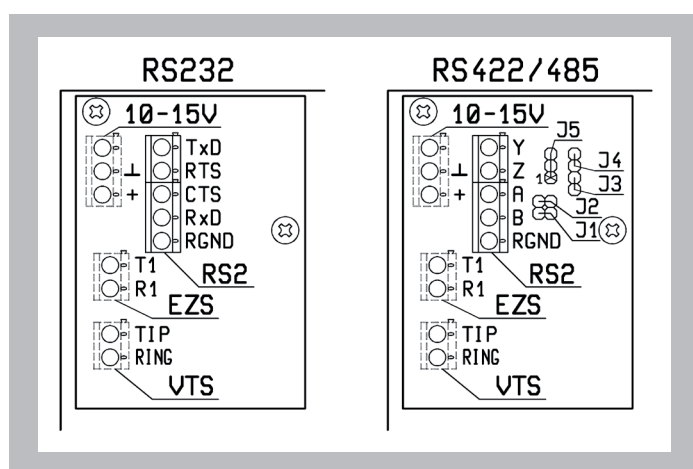 RS232
10-15V
TxD
⊥ RTS
+ CTS
RxD
RGND
RS2
T1
R1
EZS
TIP
RING
VTS
RS422/485
10-15V
J5
Y
⊥ Z
J4
1
+ A
J3
B
J2
J1
RGND
RS2
T1
R1
EZS
TIP
RING
VTS